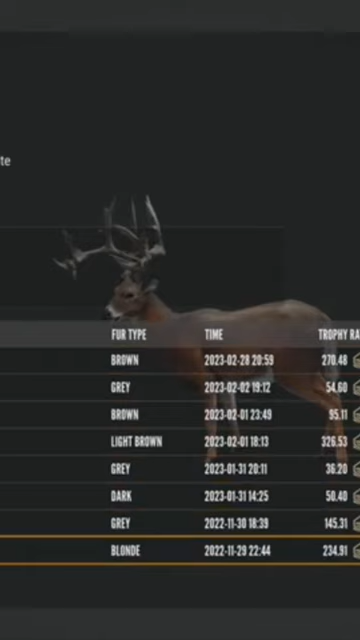 te
FUR TYPE TIME TROPHY RA
BROWN 2023-02-28 20:59 270.48
GREY 2023-02-02 19:12 54.60
BROWN 2023-02-01 23:49 95.11
LIGHT BROWN 2023-02-01 18:13 326.53
GREY 2023-01-31 20:11 36.20
DARK 2023-01-31 14:25 50.40
GREY 2022-11-30 18:39 145.31
BLONDE 2022-11-29 22:44 234.91